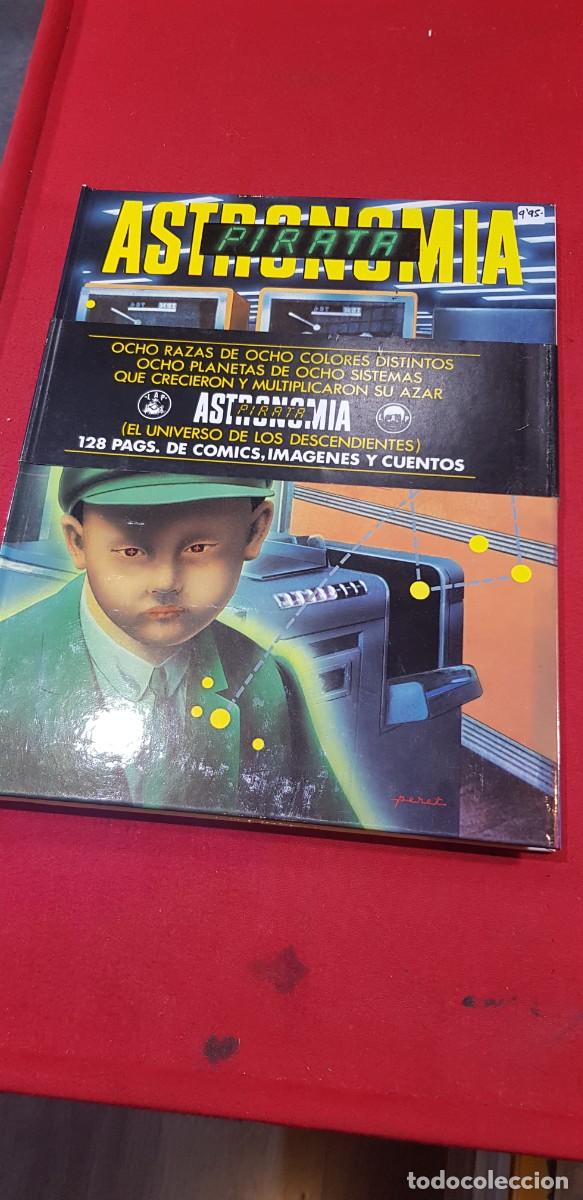 ASTRONOMIA
PIRATA
9'95.
OCHO RAZAS DE OCHO COLORES DISTINTOS
OCHO PLANETAS DE OCHO SISTEMAS
QUE CRECIERON Y MULTIPLICARON SU AZAR
ASTRONOMIA
PIRATA
(EL UNIVERSO DE LOS DESCENDIENTES)
128 PAGS. DE COMICS, IMAGENES Y CUENTOS
peret
todocoleccion